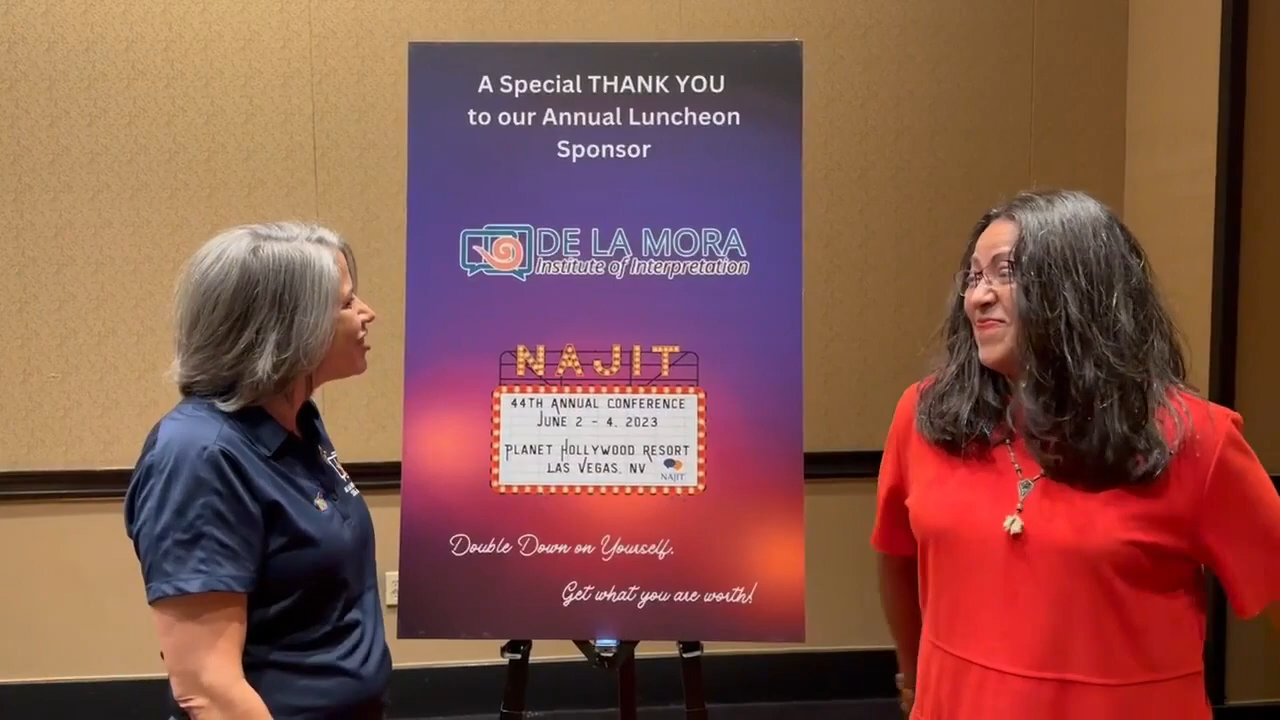 A Special THANK YOU
to our Annual Luncheon
Sponsor
DE LA MORA
Institute of Interpretation
NAJIT
44TH ANNUAL CONFERENCE
JUNE 2 - 4, 2023
PLANET HOLLYWOOD RESORT
LAS VEGAS, NV
NAJIT
Double Down on Yourself.
Get what you are worth!